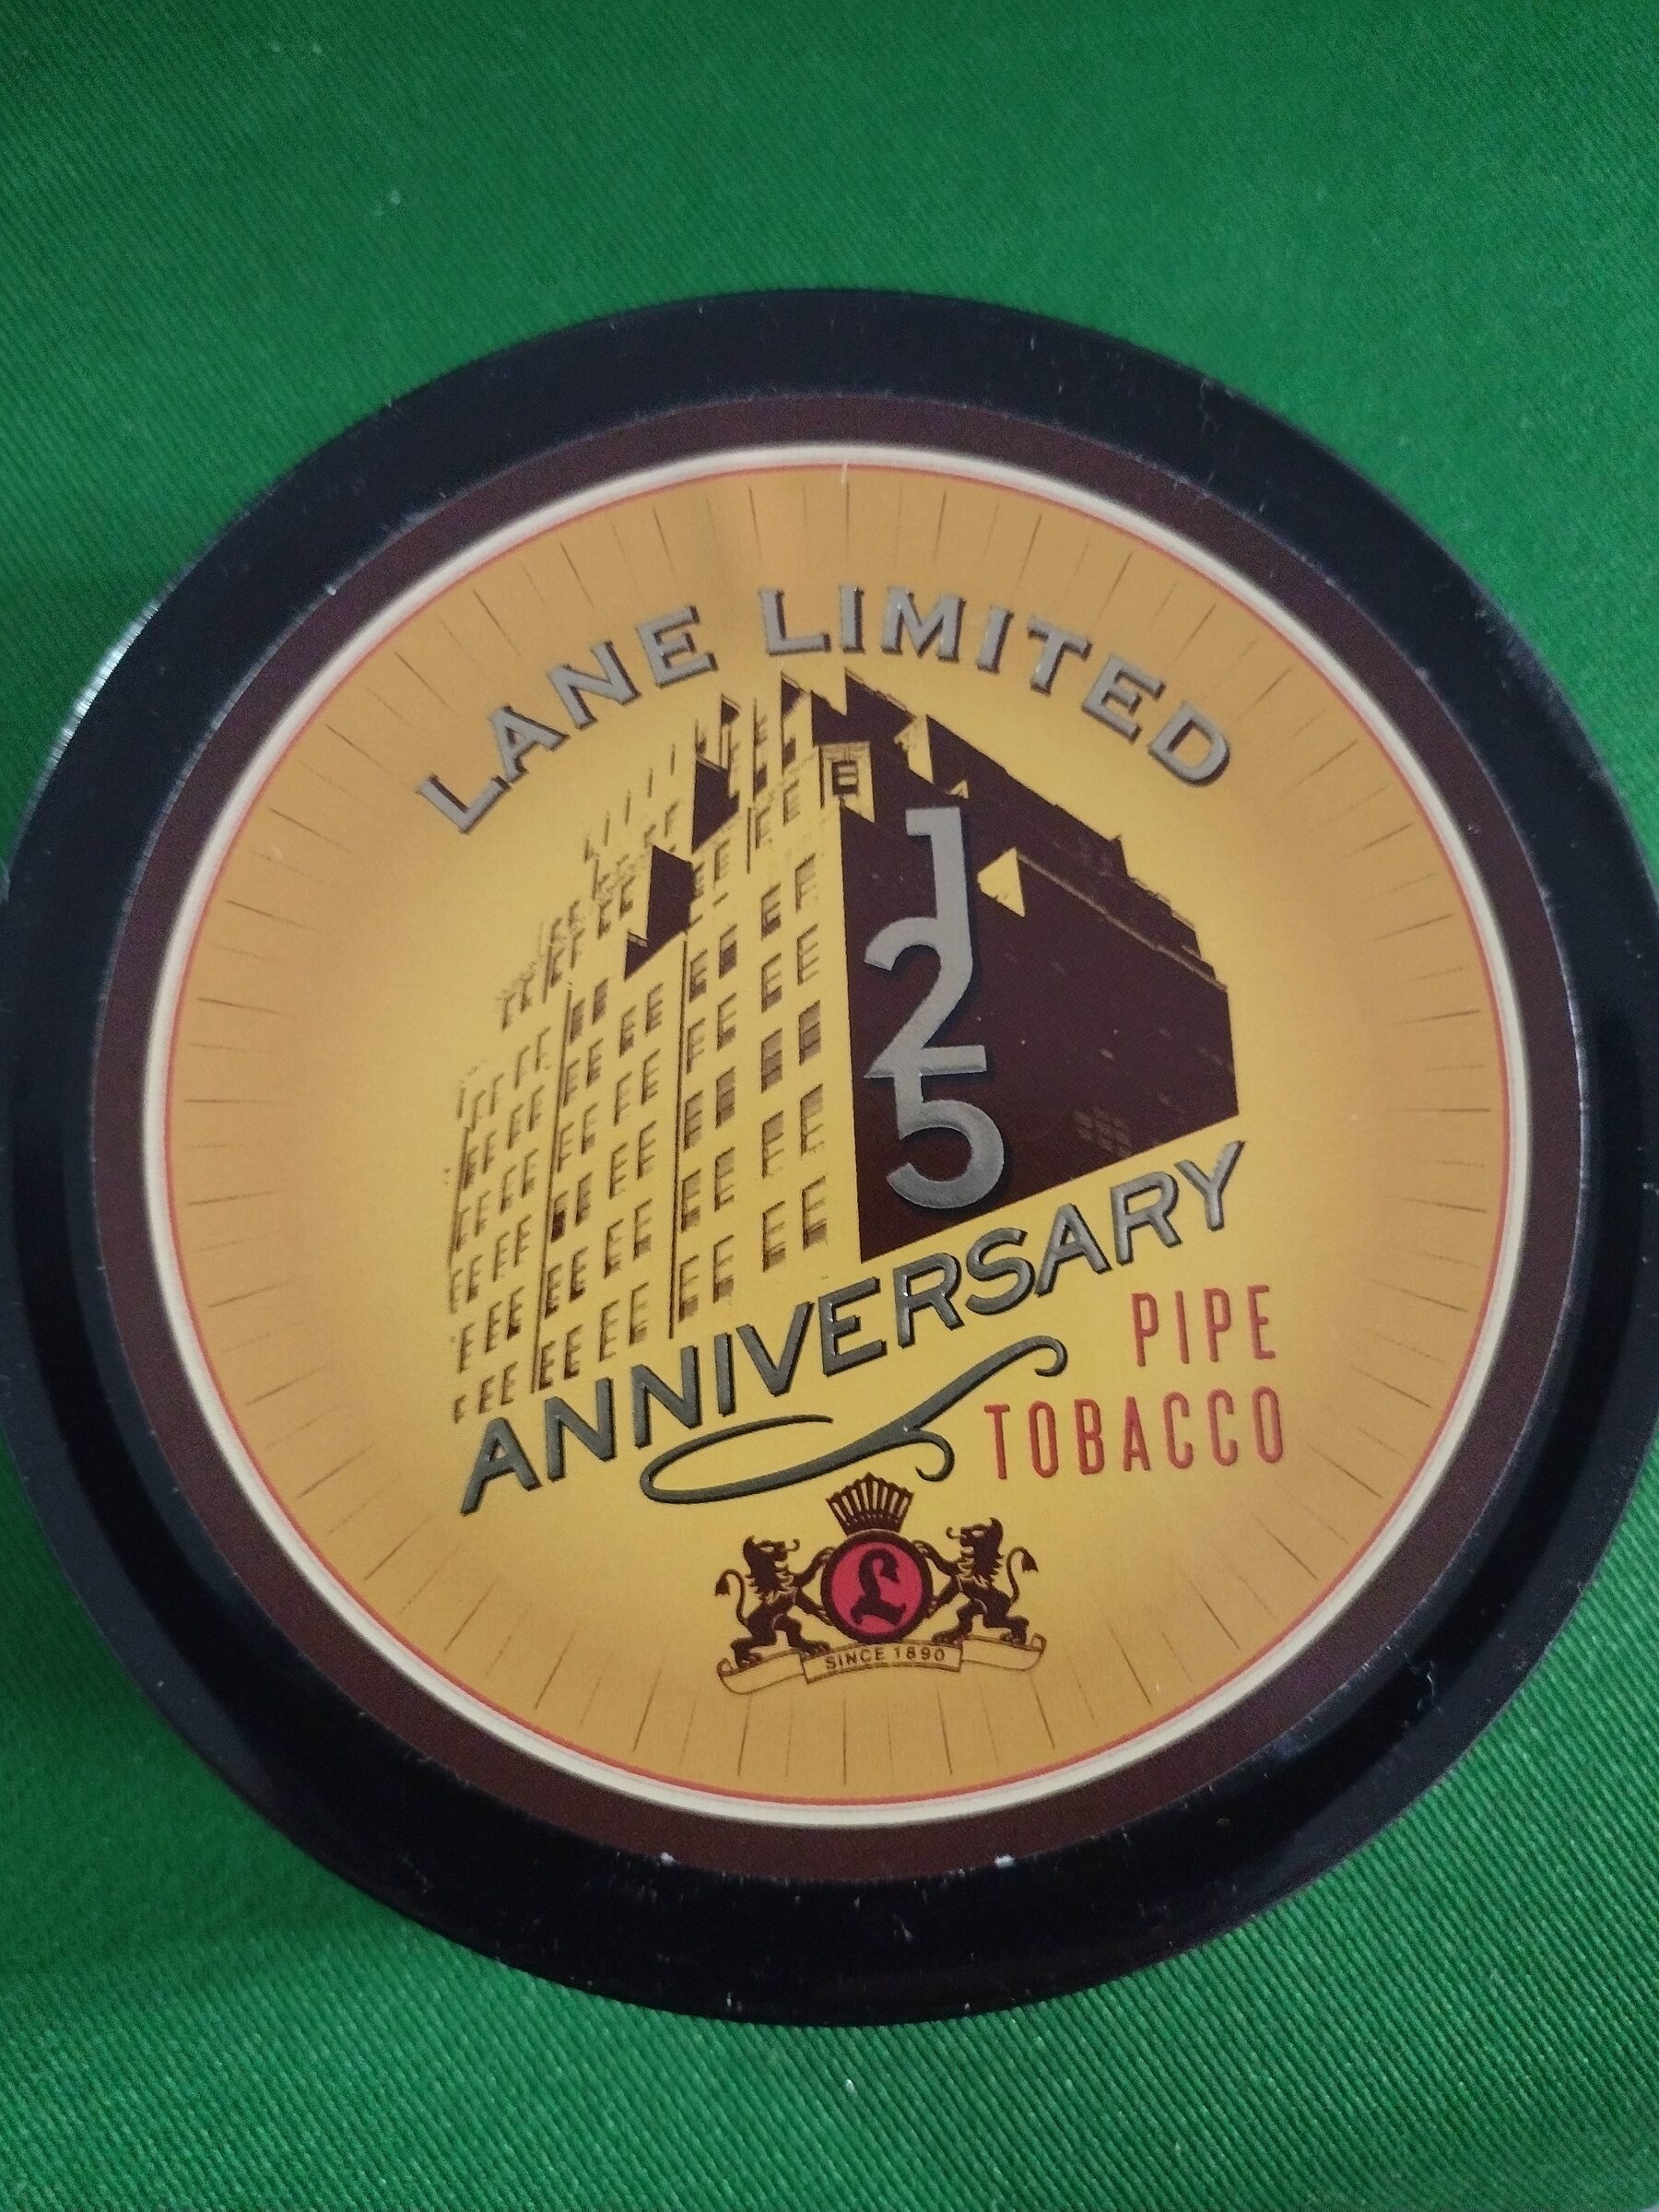 LANE LIMITED
125
ANNIVERSARY
PIPE
TOBACCO
L
SINCE 1890